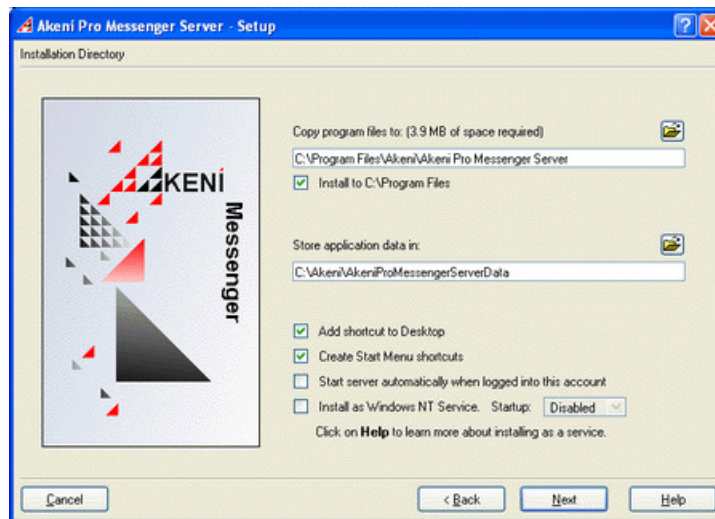 Akeni Pro Messenger Server - Setup
Installation Directory
AKENI
Messenger
Copy program files to: (3.9 MB of space required)
C:\Program Files\Akeni\Akeni Pro Messenger Server
Install to C:\Program Files
Store application data in:
C:\Akeni\AkeniProMessengerServerData
Add shortcut to Desktop
Create Start Menu shortcuts
Start server automatically when logged into this account
Install as Windows NT Service. Startup: Disabled
Click on Help to learn more about installing as a service.
Cancel < Back Next Help